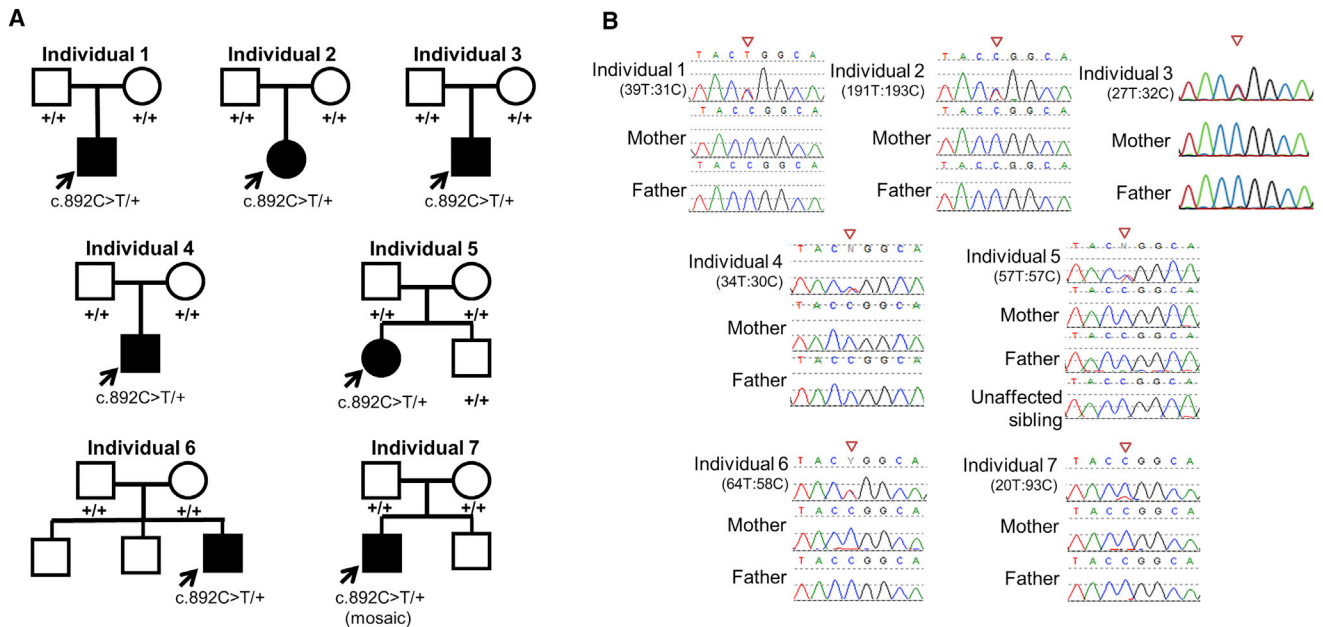 A
Individual 1
+/+ +/+
c.892C>T/+
Individual 2
+/+ +/+
c.892C>T/+
Individual 3
+/+ +/+
c.892C>T/+
Individual 4
+/+ +/+
c.892C>T/+
Individual 5
+/+ +/+
c.892C>T/+
+/+
Individual 6
+/+ +/+
c.892C>T/+
Individual 7
+/+ +/+
c.892C>T/+
(mosaic)
B
T A C T G G C A
Individual 1
(39T:31C)
T A C C G G C A
Mother
T A C C G G C A
Father
T A C C G G C A
Individual 2
(191T:193C)
T A C C G G C A
Mother
T A C C G G C A
Father
Individual 3
(27T:32C)
Mother
Father
T A C N G G C A
Individual 4
(34T:30C)
T A C C G G C A
Mother
T A C C G G C A
Father
T A C N G G C A
Individual 5
(57T:57C)
T A C C G G C A
Mother
T A C C G G C A
Father
T A C C G G C A
Unaffected
sibling
T A C Y G G C A
Individual 6
(64T:58C)
T A C C G G C A
Mother
T A C C G G C A
Father
T A C C G G C A
Individual 7
(20T:93C)
T A C C G G C A
Mother
T A C C G G C A
Father